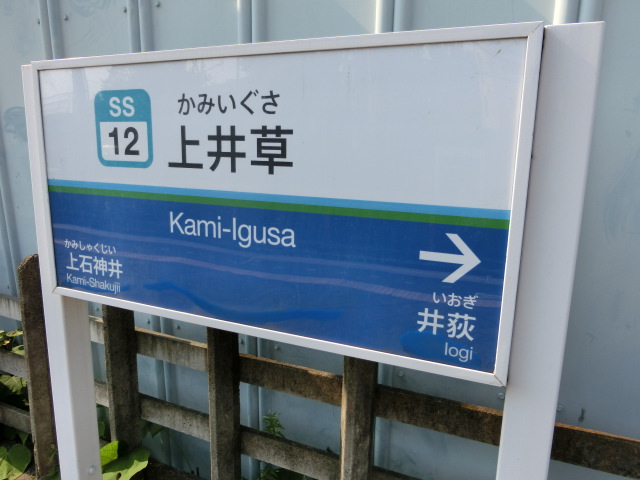 SS
12
かみいぐさ
上井草
Kami-Igusa
かみしゃくじい
上石神井
Kami-Shakujii
→
いおぎ
井荻
Iogi